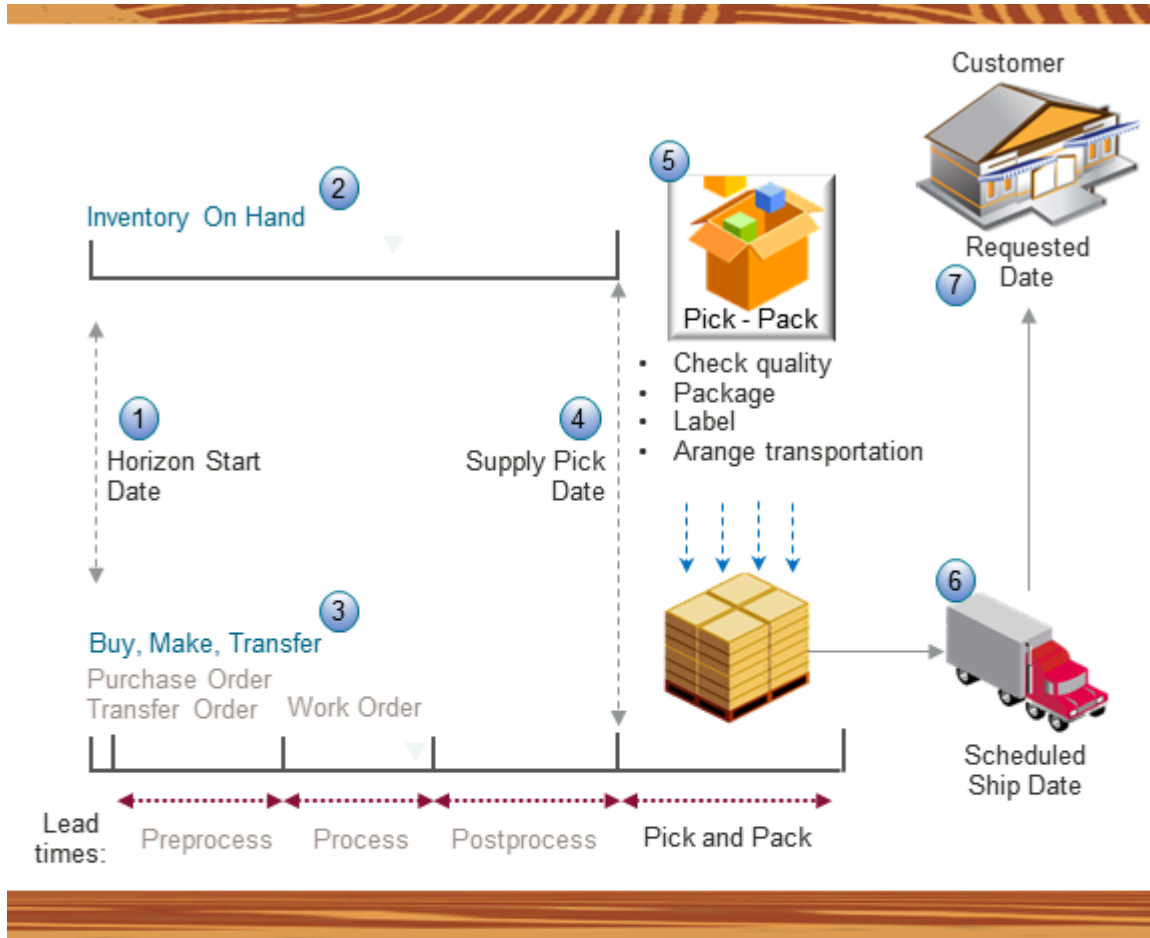 Customer
5
2
Inventory On Hand
Requested
Date
7
Pick - Pack
• Check quality
• Package
• Label
• Arange transportation
1
Horizon Start
Date
4
Supply Pick
Date
6
3
Buy, Make, Transfer
Purchase Order
Transfer Order
Work Order
Scheduled
Ship Date
Lead
times:
Preprocess
Process
Postprocess
Pick and Pack